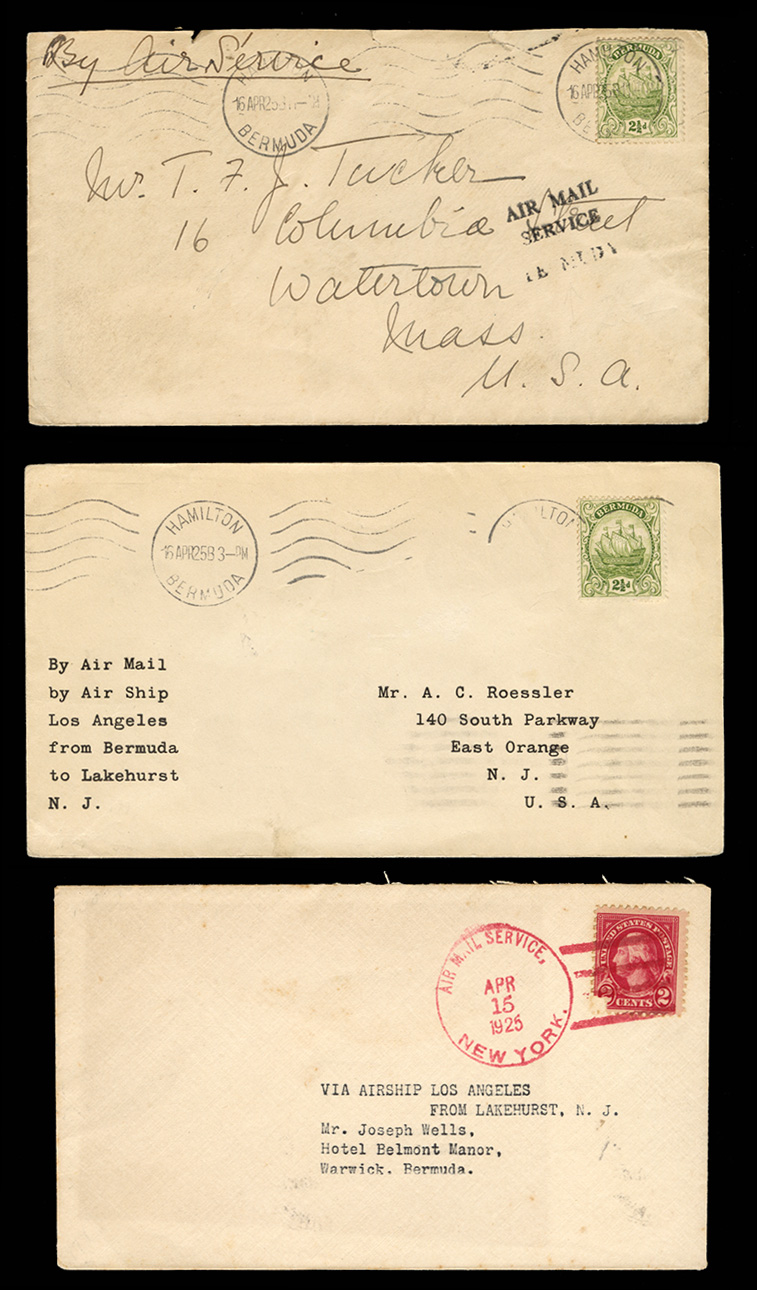 By Air Service
BERMUDA
HAMILTON
BERMUDA
HAMILTON
16 APR 25
BERMUDA
2½d
Mr. T. F. J. Tucker
16 Columbia Street
Watertown
Mass.
U. S. A.
AIR MAIL
SERVICE
HAMILTON
16 APR 25 B 3—PM
BERMUDA
HAMILTON
BERMUDA
2½d
By Air Mail
by Air Ship
Los Angeles
from Bermuda
to Lakehurst
N. J.
Mr. A. C. Roessler
140 South Parkway
East Orange
N. J.
U. S. A.
AIR MAIL SERVICE,
APR
15
1925
NEW YORK.
UNITED STATES POSTAGE
2 CENTS 2
VIA AIRSHIP LOS ANGELES
FROM LAKEHURST, N. J.
Mr. Joseph Wells,
Hotel Belmont Manor,
Warwick. Bermuda.